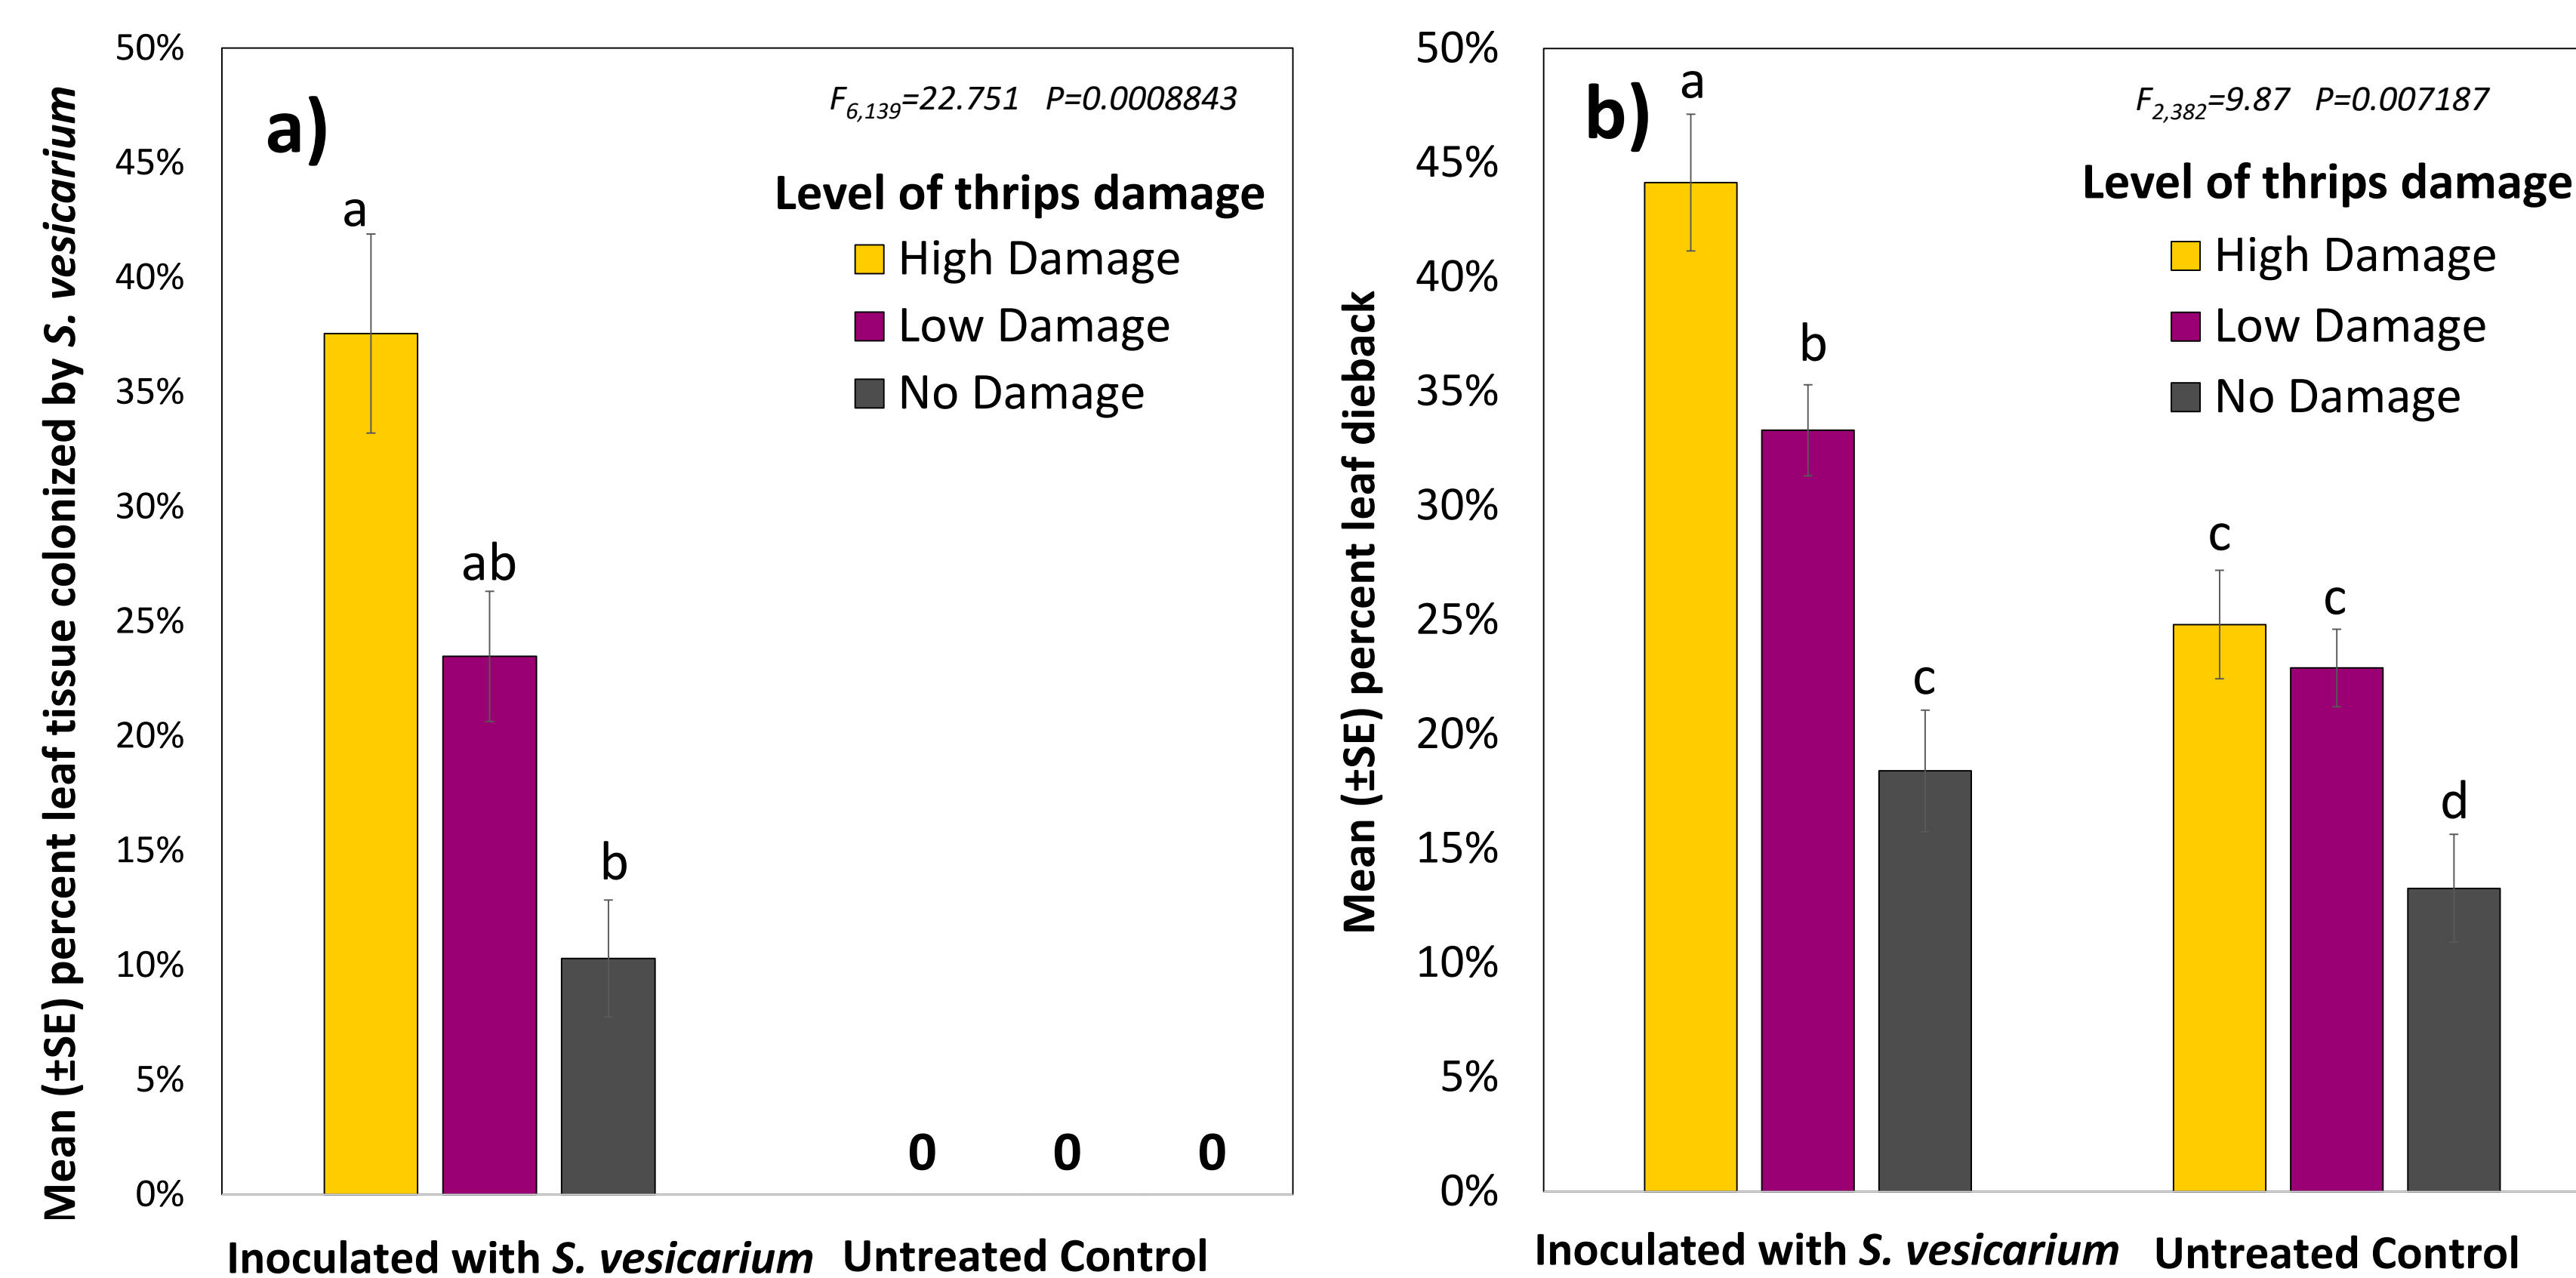 Mean (±SE) percent leaf tissue colonized by S. vesicarium
50%
45%
40%
35%
30%
25%
20%
15%
10%
5%
0%
a)
F6,139=22.751 P=0.0008843
Level of thrips damage
High Damage
Low Damage
No Damage
a
ab
b
0 0 0
Inoculated with S. vesicarium
Untreated Control
Mean (±SE) percent leaf dieback
50%
45%
40%
35%
30%
25%
20%
15%
10%
5%
0%
b)
F2,382=9.87 P=0.007187
Level of thrips damage
High Damage
Low Damage
No Damage
a
b
c
c
c
d
Inoculated with S. vesicarium
Untreated Control